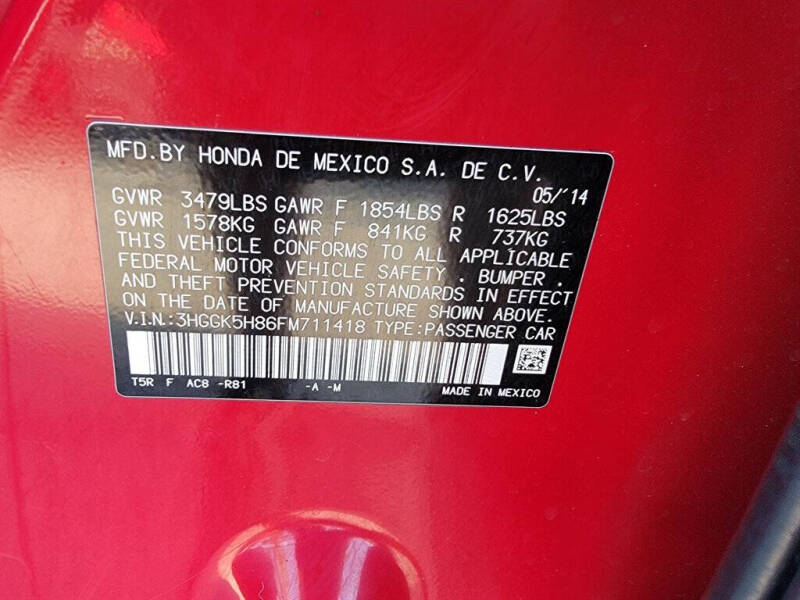 MFD.BY HONDA DE MEXICO S.A. DE C.V.
05/'14
GVWR 3479LBS GAWR F 1854LBS R 1625LBS
GVWR 1578KG GAWR F 841KG R 737KG
THIS VEHICLE CONFORMS TO ALL APPLICABLE
FEDERAL MOTOR VEHICLE SAFETY . BUMPER .
AND THEFT PREVENTION STANDARDS IN EFFECT
ON THE DATE OF MANUFACTURE SHOWN ABOVE.
V.I.N.:3HGGK5H86FM711418 TYPE:PASSENGER CAR
T5R F AC8 -R81 -A -M MADE IN MEXICO